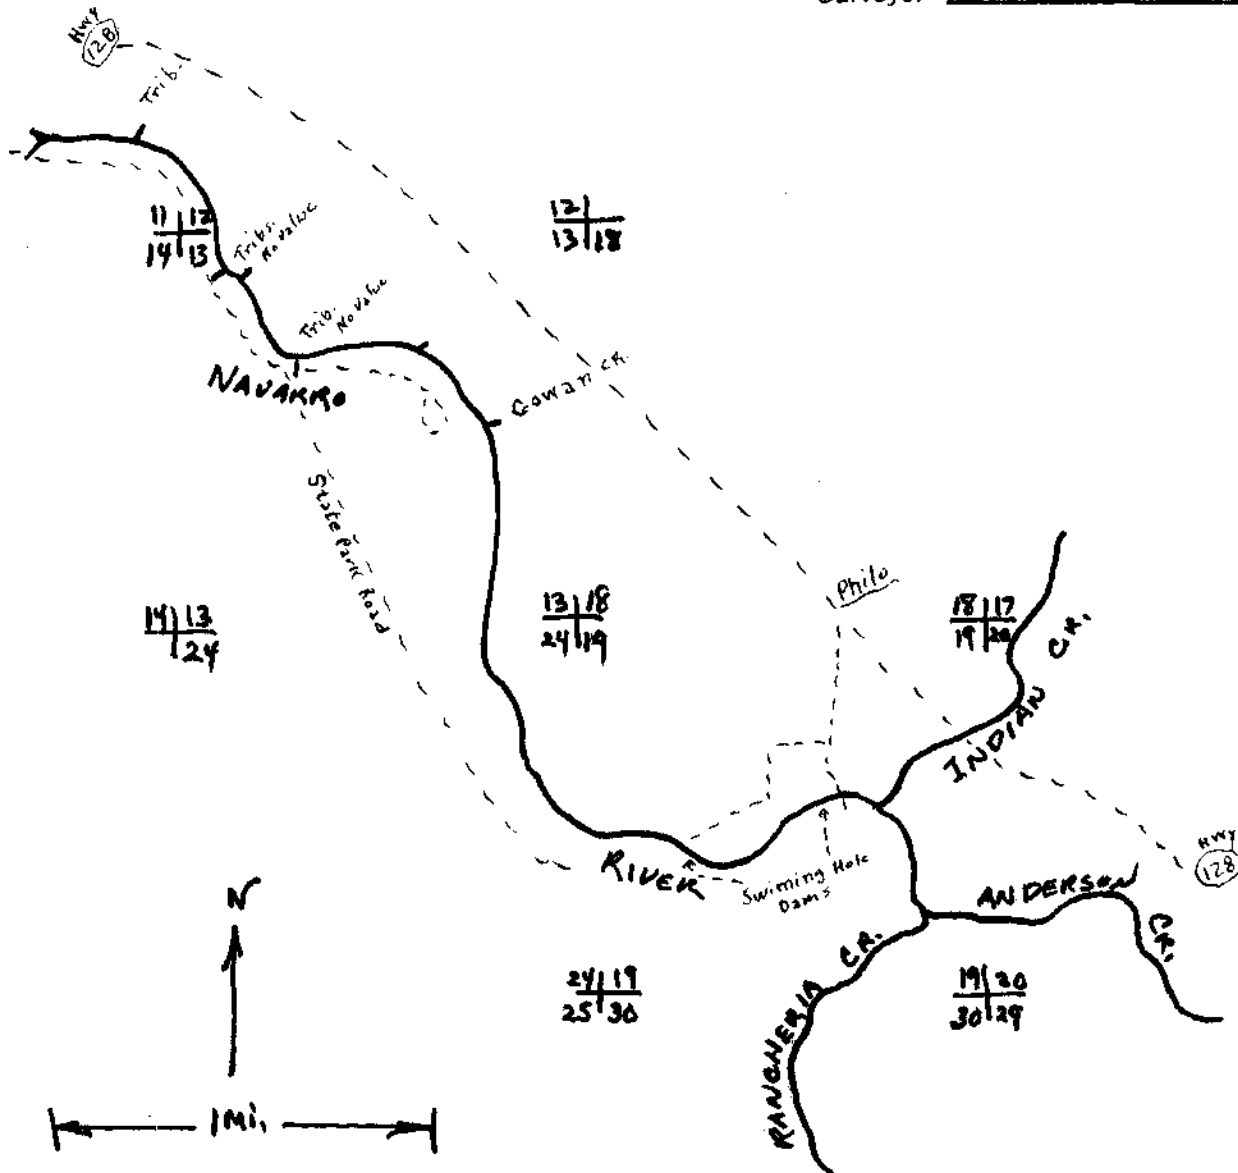 Surveyor
HWY
128
Trib.
11 12
14 13
Tribs.
No value
12
13 18
Trib.
No value
NAVARRO
Gowan CR.
State Park Road
14 13
24
13 18
24 19
Philo
18 17
19 20
INDIAN CR.
HWY
128
RIVER
Swiming Hole
Dams
ANDERSON CR.
N
24 19
25 30
RANCHERIA CR.
19 20
30 29
1 Mi.